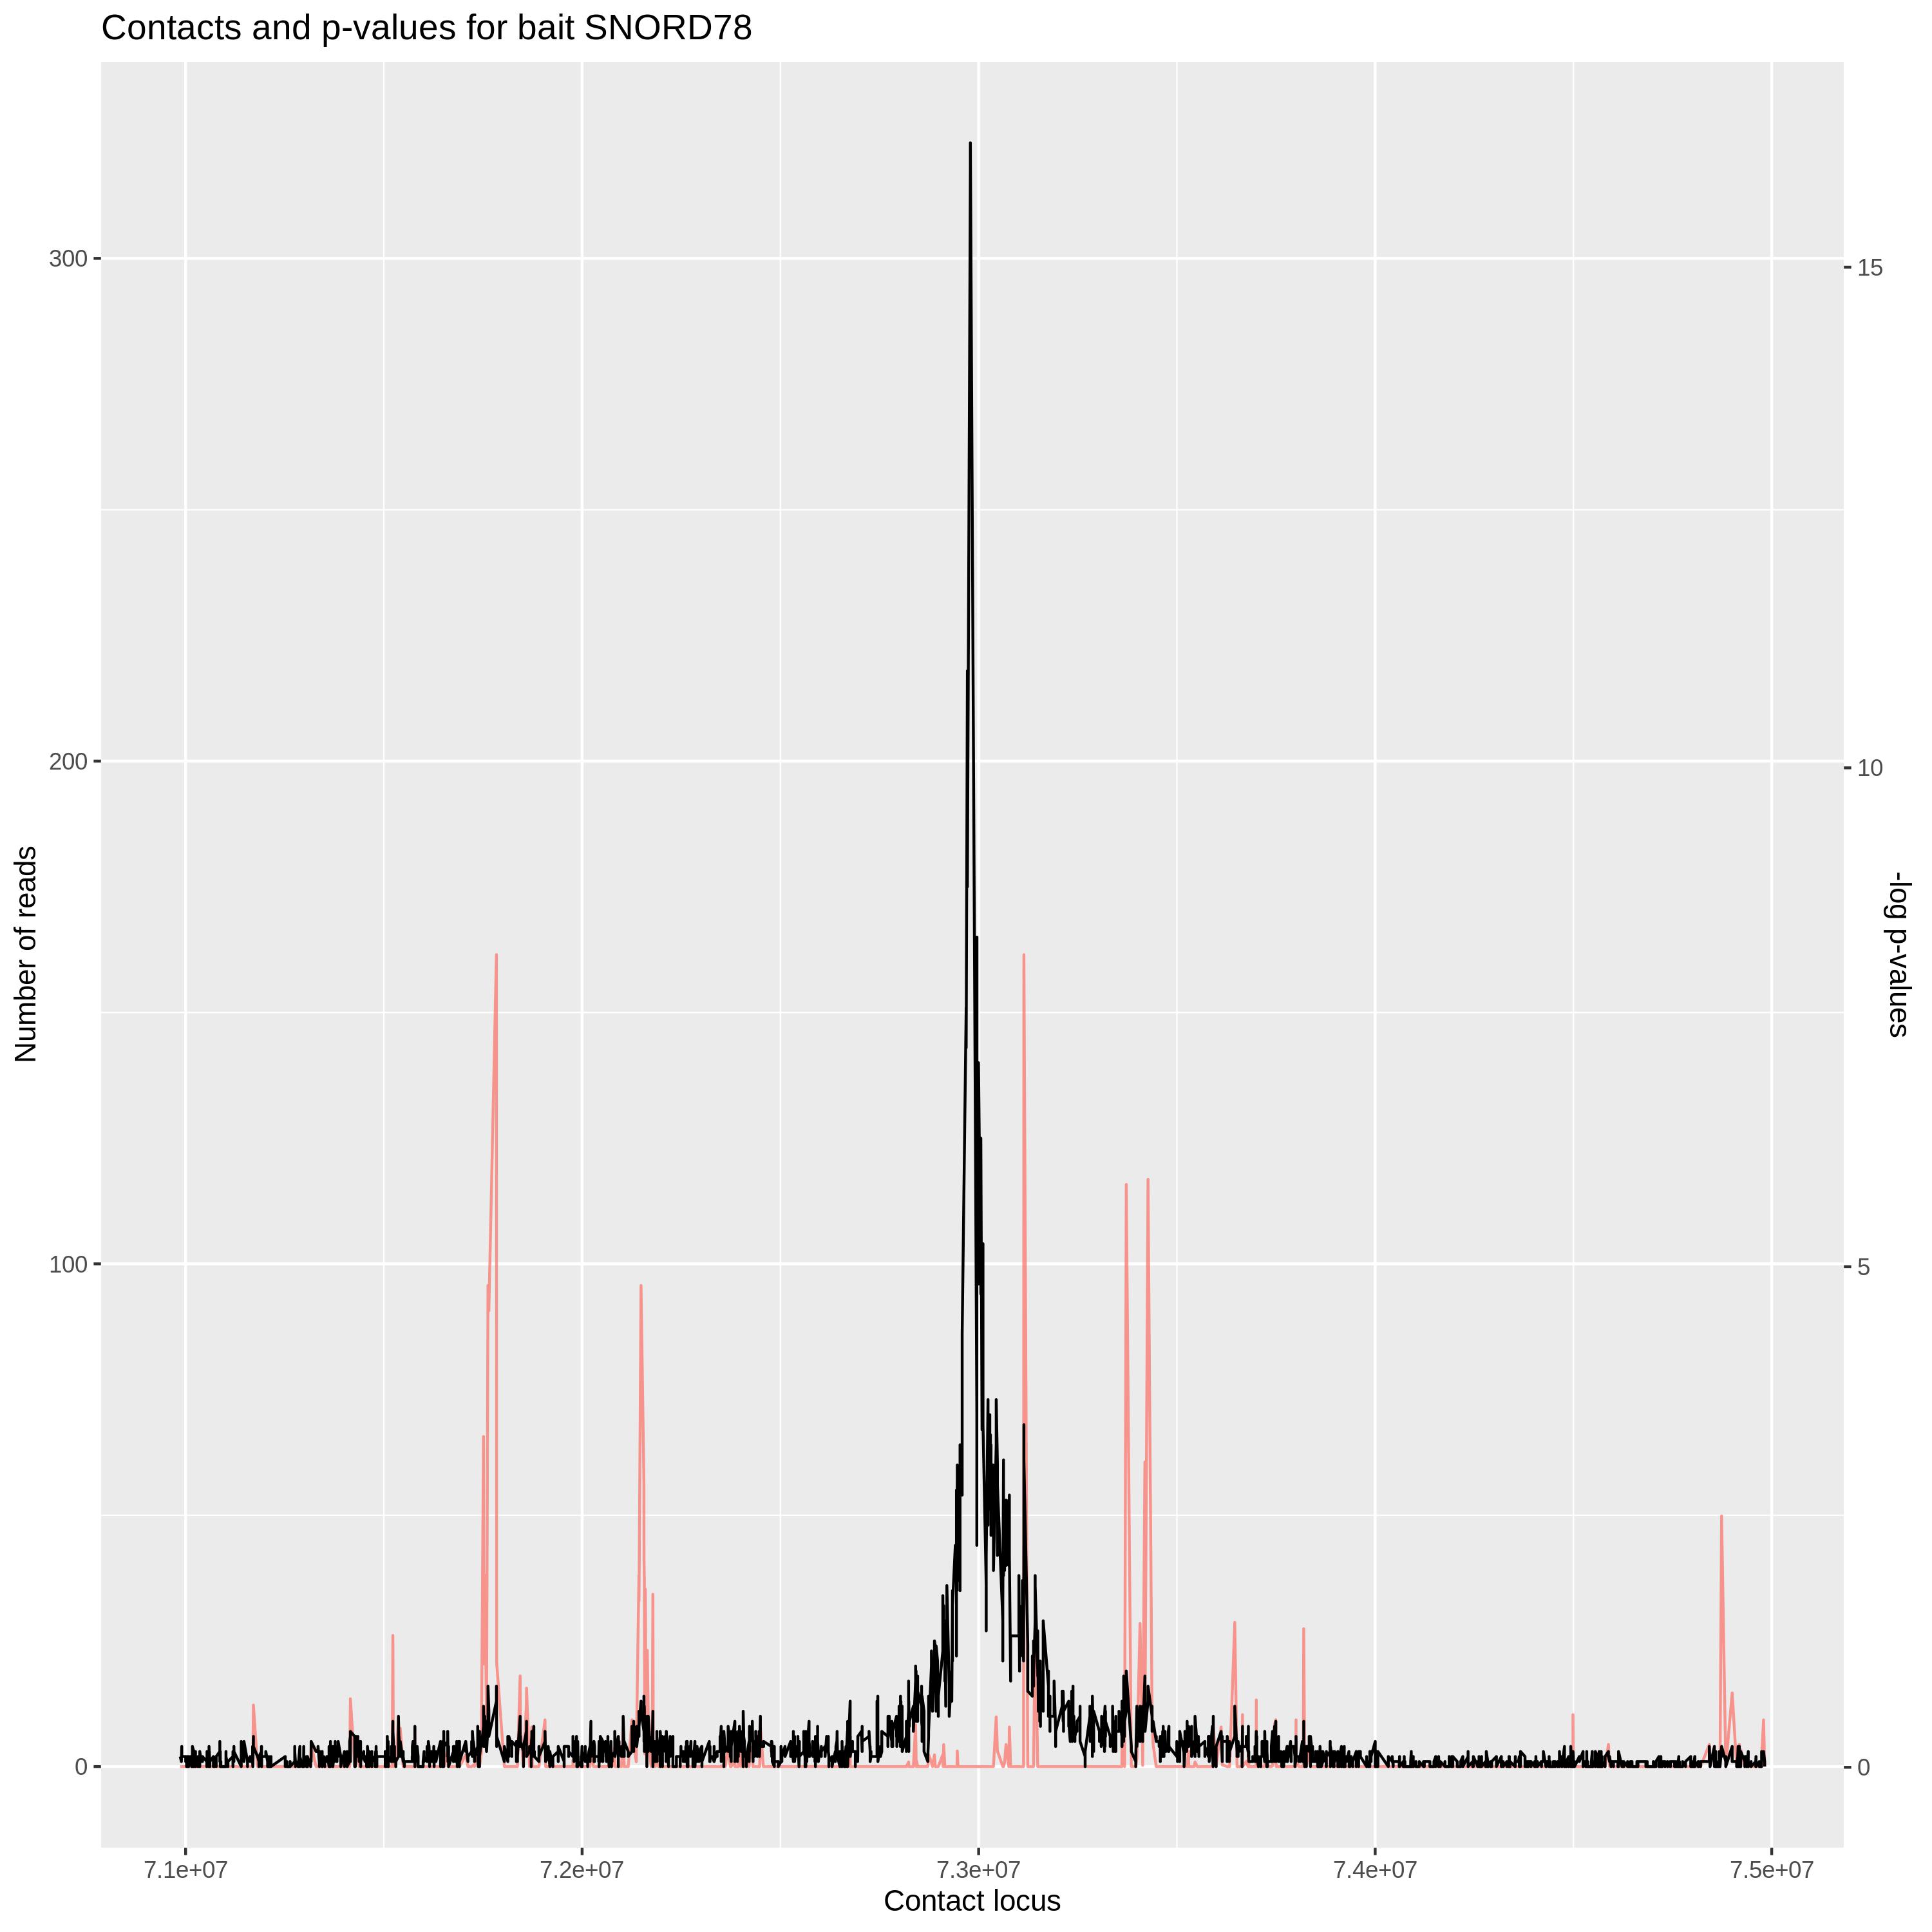 Contacts and p-values for bait SNORD78
300
200
100
0
Number of reads
15
10
5
0
-log p-values
7.1e+07 7.2e+07 7.3e+07 7.4e+07 7.5e+07
Contact locus